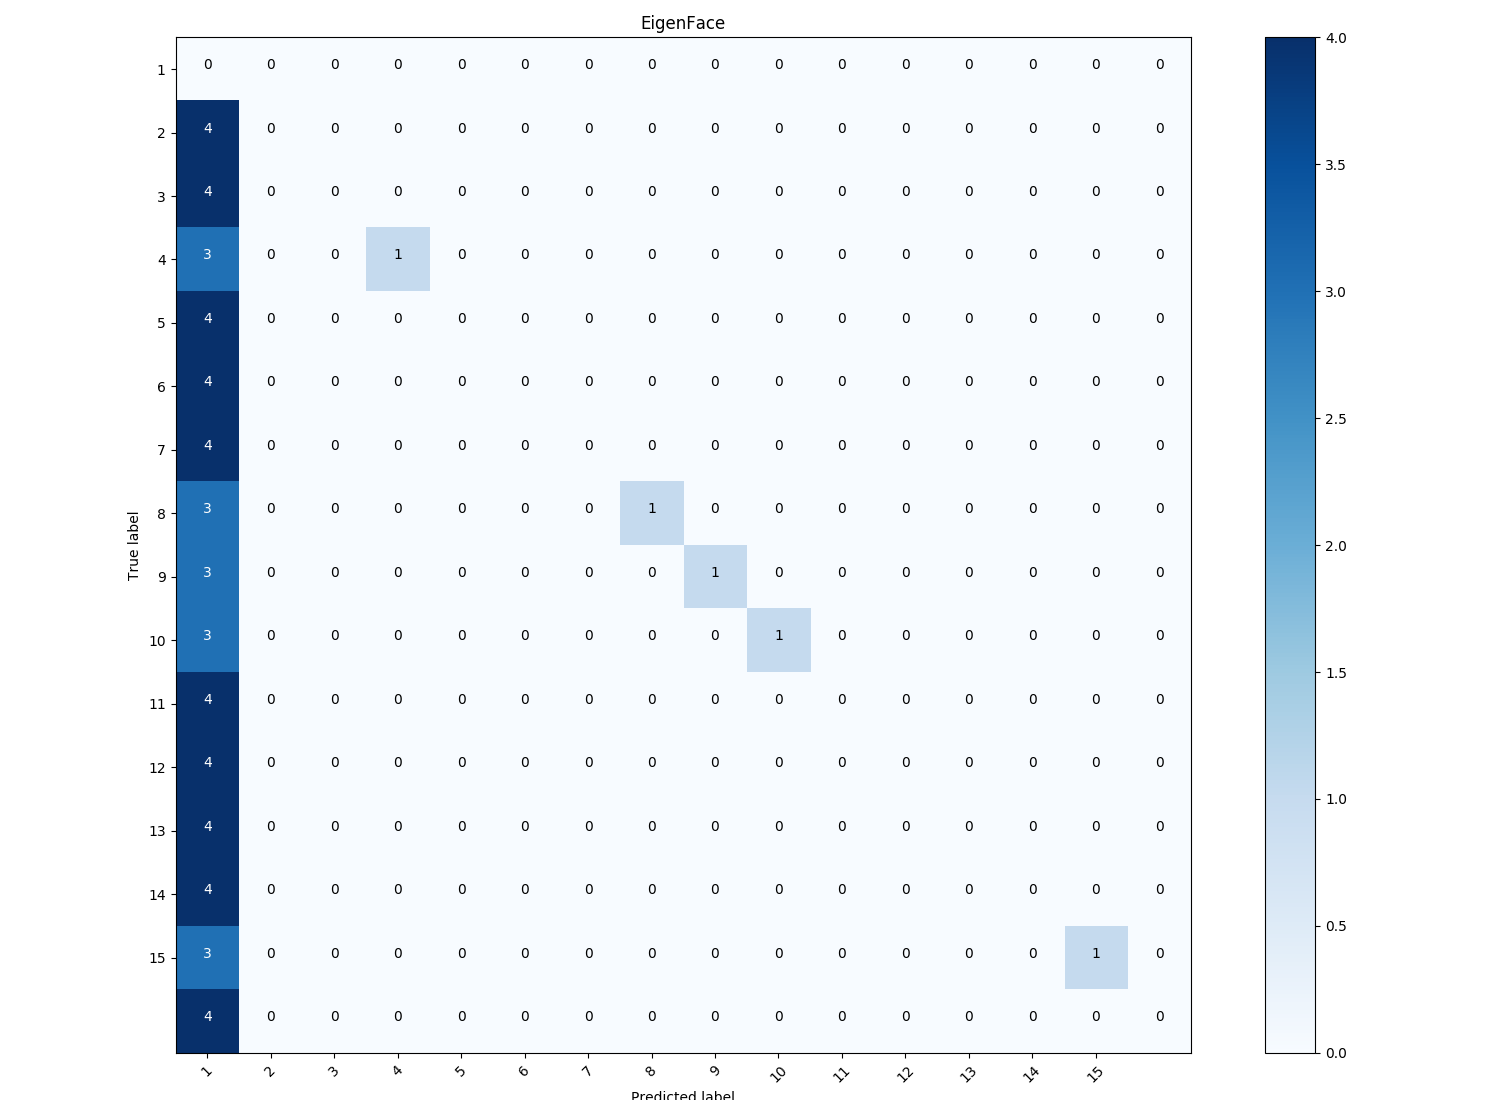 EigenFace
1 0 0 0 0 0 0 0 0 0 0 0 0 0 0 0 0
2 4 0 0 0 0 0 0 0 0 0 0 0 0 0 0 0
3 4 0 0 0 0 0 0 0 0 0 0 0 0 0 0 0
4 3 0 0 1 0 0 0 0 0 0 0 0 0 0 0 0
5 4 0 0 0 0 0 0 0 0 0 0 0 0 0 0 0
6 4 0 0 0 0 0 0 0 0 0 0 0 0 0 0 0
7 4 0 0 0 0 0 0 0 0 0 0 0 0 0 0 0
8 3 0 0 0 0 0 0 1 0 0 0 0 0 0 0 0
9 3 0 0 0 0 0 0 0 1 0 0 0 0 0 0 0
10 3 0 0 0 0 0 0 0 0 1 0 0 0 0 0 0
11 4 0 0 0 0 0 0 0 0 0 0 0 0 0 0 0
12 4 0 0 0 0 0 0 0 0 0 0 0 0 0 0 0
13 4 0 0 0 0 0 0 0 0 0 0 0 0 0 0 0
14 4 0 0 0 0 0 0 0 0 0 0 0 0 0 0 0
15 3 0 0 0 0 0 0 0 0 0 0 0 0 0 1 0
4 0 0 0 0 0 0 0 0 0 0 0 0 0 0 0
1 2 3 4 5 6 7 8 9 10 11 12 13 14 15
True label
Predicted label
4.0
3.5
3.0
2.5
2.0
1.5
1.0
0.5
0.0